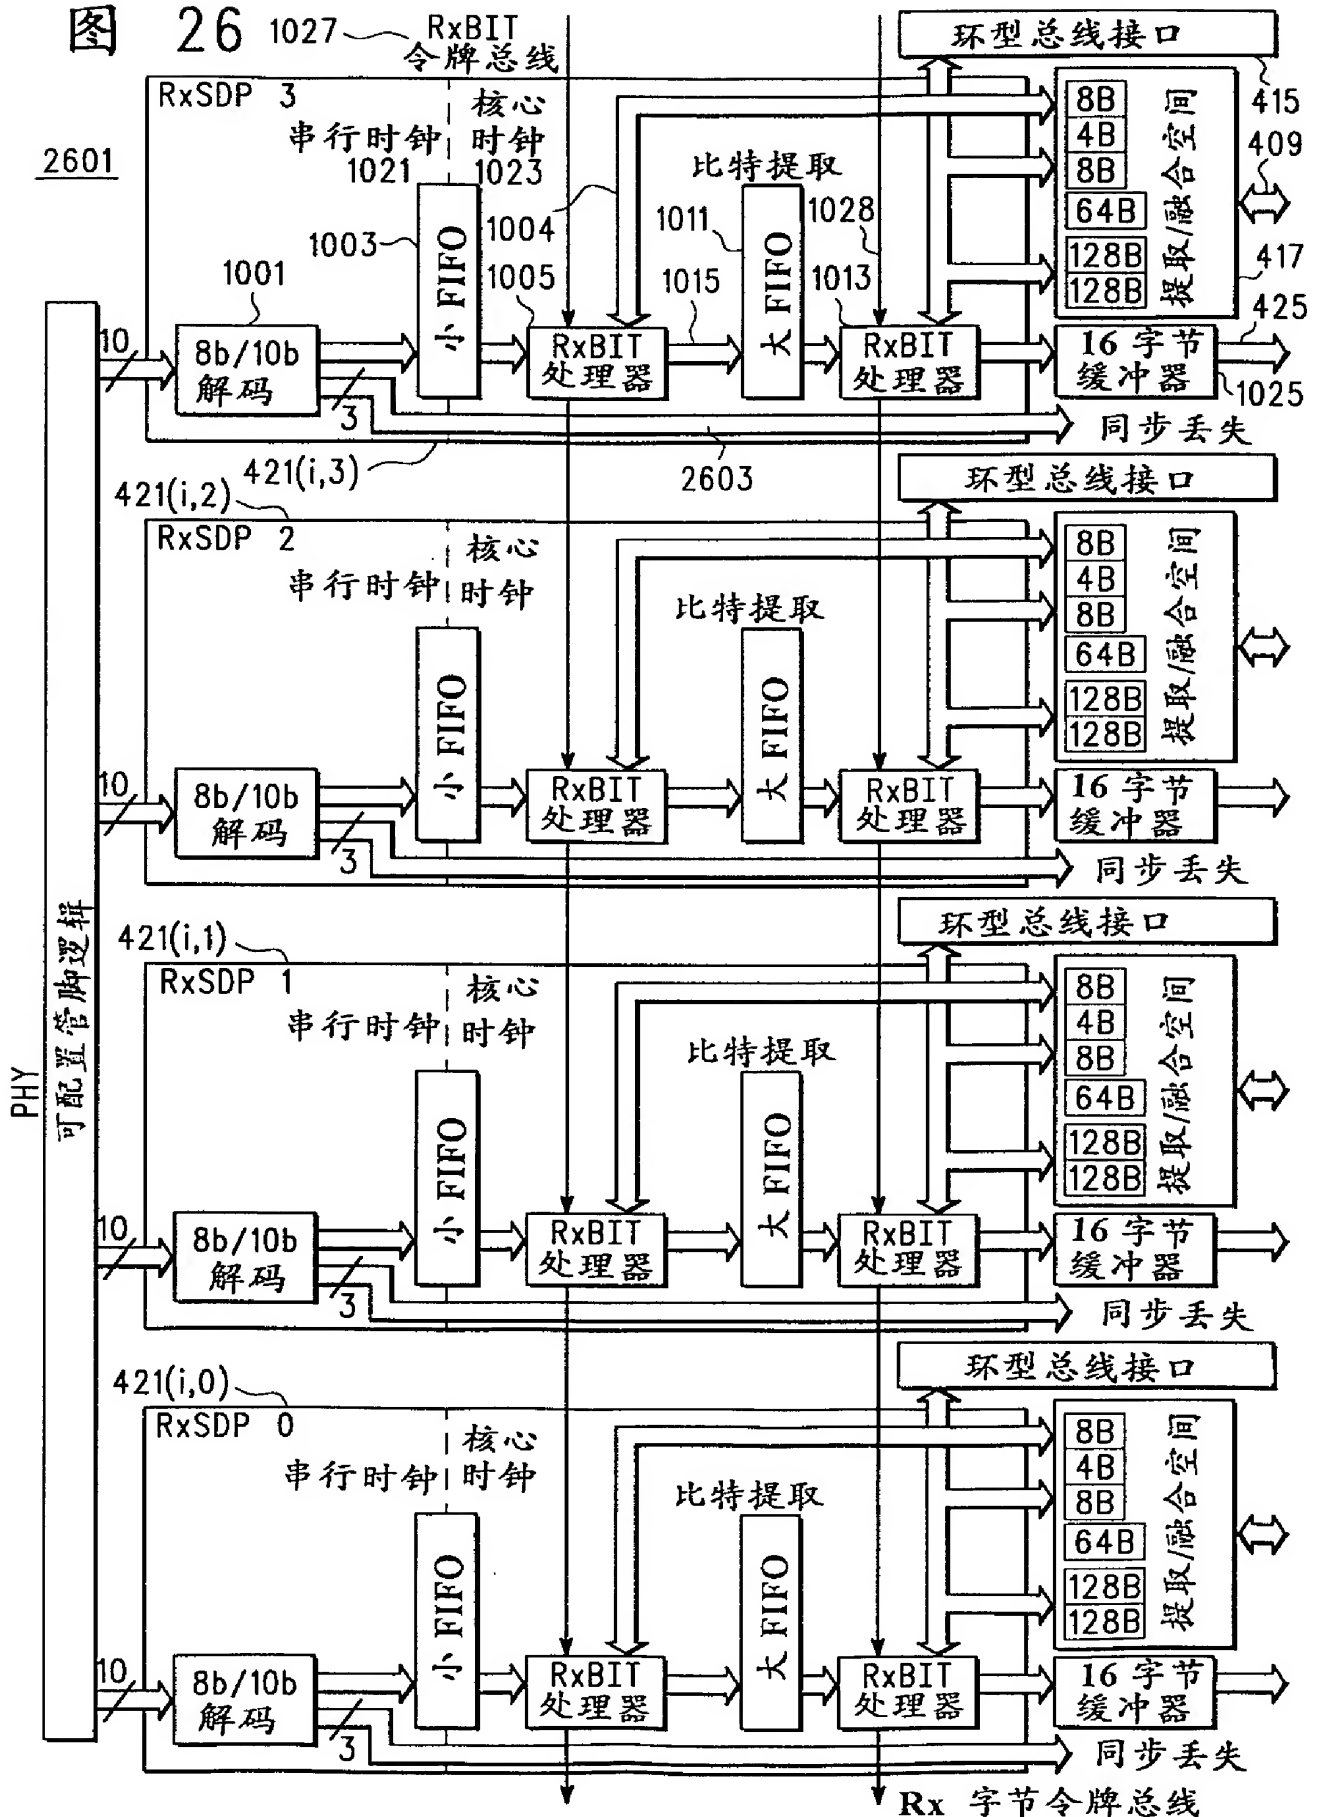 图 26
1027
RxBIT
令牌总线
环型总线接口
RxSDP 3
串行时钟
核心
时钟
2601
1021
1023
比特提取
8B
4B
8B
64B
128B
128B
提取/融合空间
415
409
417
425
1003
1004
1005
1011
1015
1028
1013
1001
10
8b/10b
解码
3
小 FIFO
RxBIT
处理器
大 FIFO
RxBIT
处理器
16 字节
缓冲器
1025
同步丢失
421(i,3)
2603
421(i,2)
环型总线接口
RxSDP 2
串行时钟
核心
时钟
比特提取
8B
4B
8B
64B
128B
128B
提取/融合空间
10
8b/10b
解码
3
小 FIFO
RxBIT
处理器
大 FIFO
RxBIT
处理器
16 字节
缓冲器
同步丢失
PHY
可配置管脚逻辑
421(i,1)
环型总线接口
RxSDP 1
串行时钟
核心
时钟
比特提取
8B
4B
8B
64B
128B
128B
提取/融合空间
10
8b/10b
解码
3
小 FIFO
RxBIT
处理器
大 FIFO
RxBIT
处理器
16 字节
缓冲器
同步丢失
421(i,0)
环型总线接口
RxSDP 0
串行时钟
核心
时钟
比特提取
8B
4B
8B
64B
128B
128B
提取/融合空间
10
8b/10b
解码
3
小 FIFO
RxBIT
处理器
大 FIFO
RxBIT
处理器
16 字节
缓冲器
同步丢失
Rx 字节令牌总线